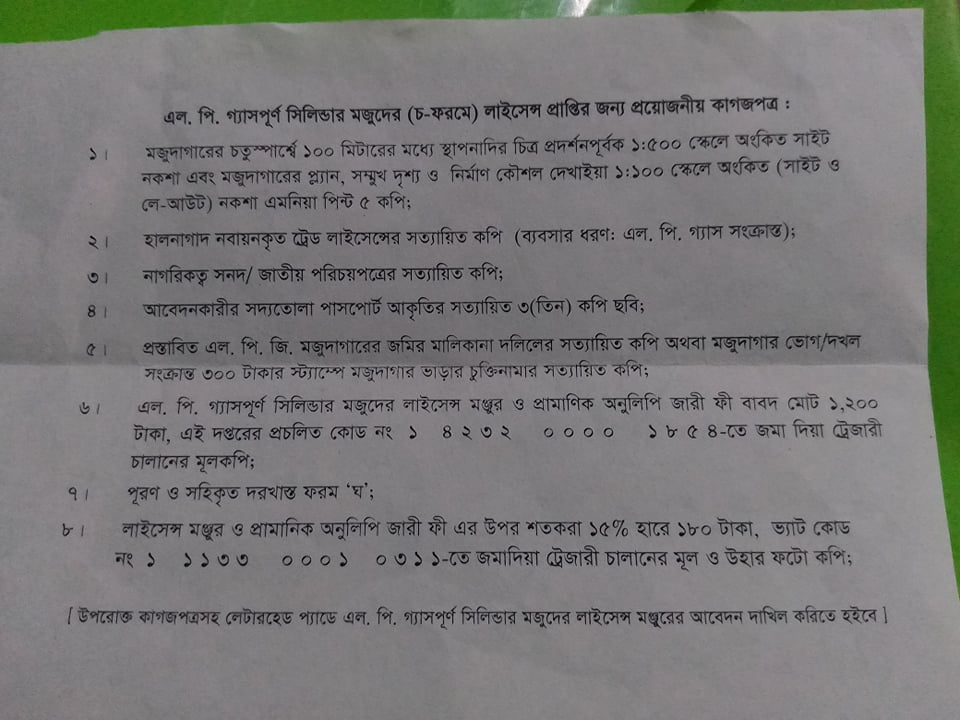 এল. পি. গ্যাসপূর্ণ সিলিন্ডার মজুদের (চ-ফরমে) লাইসেন্স প্রাপ্তির জন্য প্রয়োজনীয় কাগজপত্র :
১। মজুদাগারের চতুস্পার্শ্বে ১০০ মিটারের মধ্যে স্থাপনাদির চিত্র প্রদর্শনপূর্বক ১:৫০০ স্কেলে অংকিত সাইট
নকশা এবং মজুদাগারের প্ল্যান, সম্মুখ দৃশ্য ও নির্মাণ কৌশল দেখাইয়া ১:১০০ স্কেলে অংকিত (সাইট ও
লে-আউট) নকশা এমনিয়া পিন্ট ৫ কপি;
২। হালনাগাদ নবায়নকৃত ট্রেড লাইসেন্সের সত্যায়িত কপি (ব্যবসার ধরণ: এল. পি. গ্যাস সংক্রান্ত);
৩। নাগরিকত্ব সনদ/ জাতীয় পরিচয়পত্রের সত্যায়িত কপি;
৪। আবেদনকারীর সদ্যতোলা পাসপোর্ট আকৃতির সত্যায়িত ৩(তিন) কপি ছবি;
৫। প্রস্তাবিত এল. পি. জি. মজুদাগারের জমির মালিকানা দলিলের সত্যায়িত কপি অথবা মজুদাগার ভোগ/দখল
সংক্রান্ত ৩০০ টাকার স্ট্যাম্পে মজুদাগার ভাড়ার চুক্তিনামার সত্যায়িত কপি;
৬। এল. পি. গ্যাসপূর্ণ সিলিন্ডার মজুদের লাইসেন্স মঞ্জুর ও প্রামাণিক অনুলিপি জারী ফী বাবদ মোট ১,২০০
টাকা, এই দপ্তরের প্রচলিত কোড নং ১ ৪২৩২ ০০০০ ১৮৫৪-তে জমা দিয়া ট্রেজারী
চালানের মূলকপি;
৭। পূরণ ও সহিকৃত দরখাস্ত ফরম ‘ঘ’;
৮। লাইসেন্স মঞ্জুর ও প্রামানিক অনুলিপি জারী ফী এর উপর শতকরা ১৫% হারে ১৮০ টাকা, ভ্যাট কোড
নং ১ ১১৩৩ ০০০১ ০৩১১-তে জমাদিয়া ট্রেজারী চালানের মূল ও উহার ফটো কপি;
[ উপরোক্ত কাগজপত্রসহ লেটারহেড প্যাডে এল. পি. গ্যাসপূর্ণ সিলিন্ডার মজুদের লাইসেন্স মঞ্জুরের আবেদন দাখিল করিতে হইবে ]